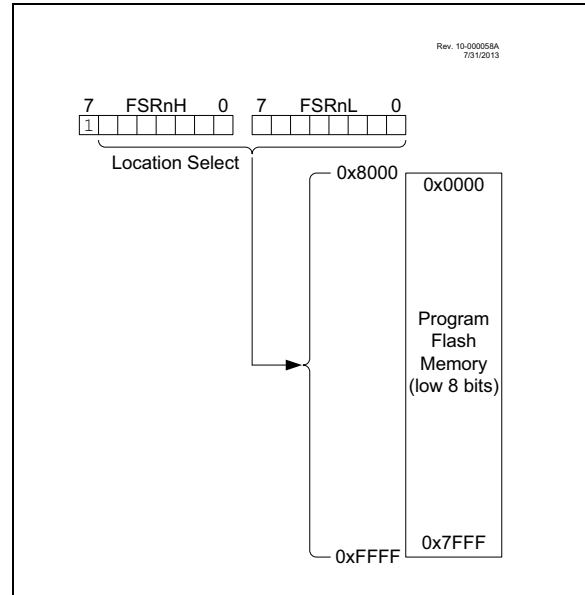 Rev. 10-000058A
7/31/2013
7 FSRnH 0 7 FSRnL 0
1
Location Select
0x8000 0x0000
Program
Flash
Memory
(low 8 bits)
0x7FFF
0xFFFF